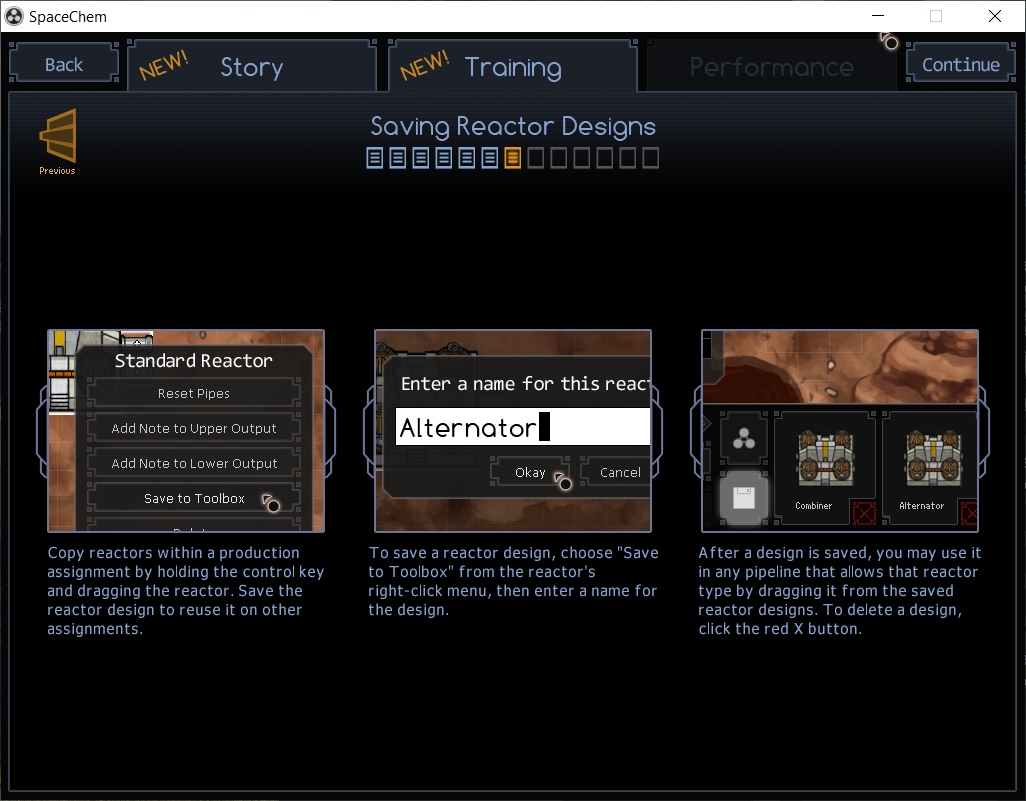 SpaceChem
Back
NEW!
Story
NEW!
Training
Performance
Continue
Previous
Saving Reactor Designs
Standard Reactor
Reset Pipes
Add Note to Upper Output
Add Note to Lower Output
Save to Toolbox
Enter a name for this reac
Alternator
Okay
Cancel
Combiner
Alternator
Copy reactors within a production
assignment by holding the control key
and dragging the reactor. Save the
reactor design to reuse it on other
assignments.
To save a reactor design, choose "Save
to Toolbox" from the reactor's
right-click menu, then enter a name for
the design.
After a design is saved, you may use it
in any pipeline that allows that reactor
type by dragging it from the saved
reactor designs. To delete a design,
click the red X button.